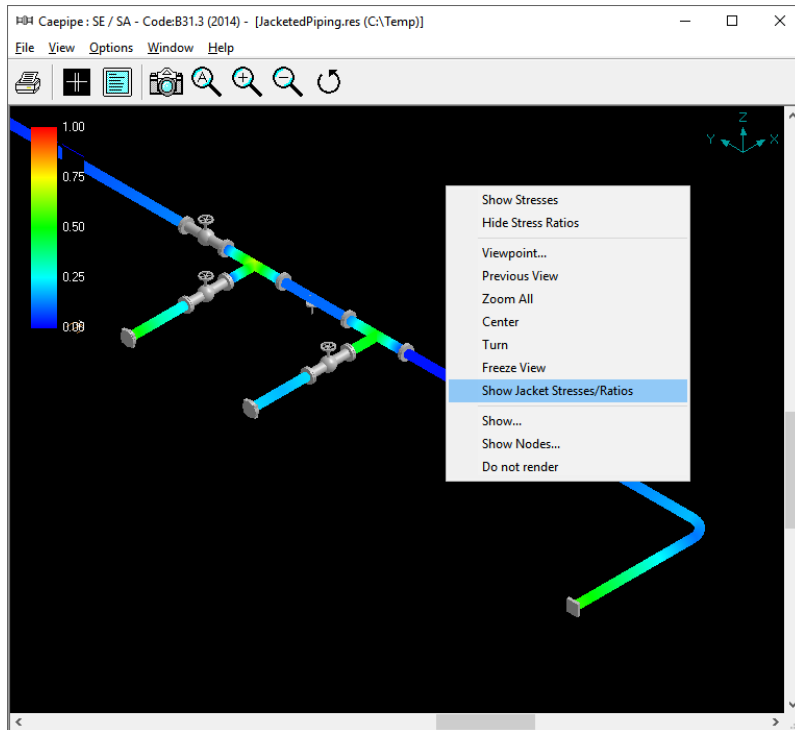 Caepipe : SE / SA - Code:B31.3 (2014) - [JacketedPiping.res (C:\Temp)]
File View Options Window Help
A
1.00
0.75
0.50
0.25
0.00
Z
Y X
Show Stresses
Hide Stress Ratios
Viewpoint...
Previous View
Zoom All
Center
Turn
Freeze View
Show Jacket Stresses/Ratios
Show...
Show Nodes...
Do not render